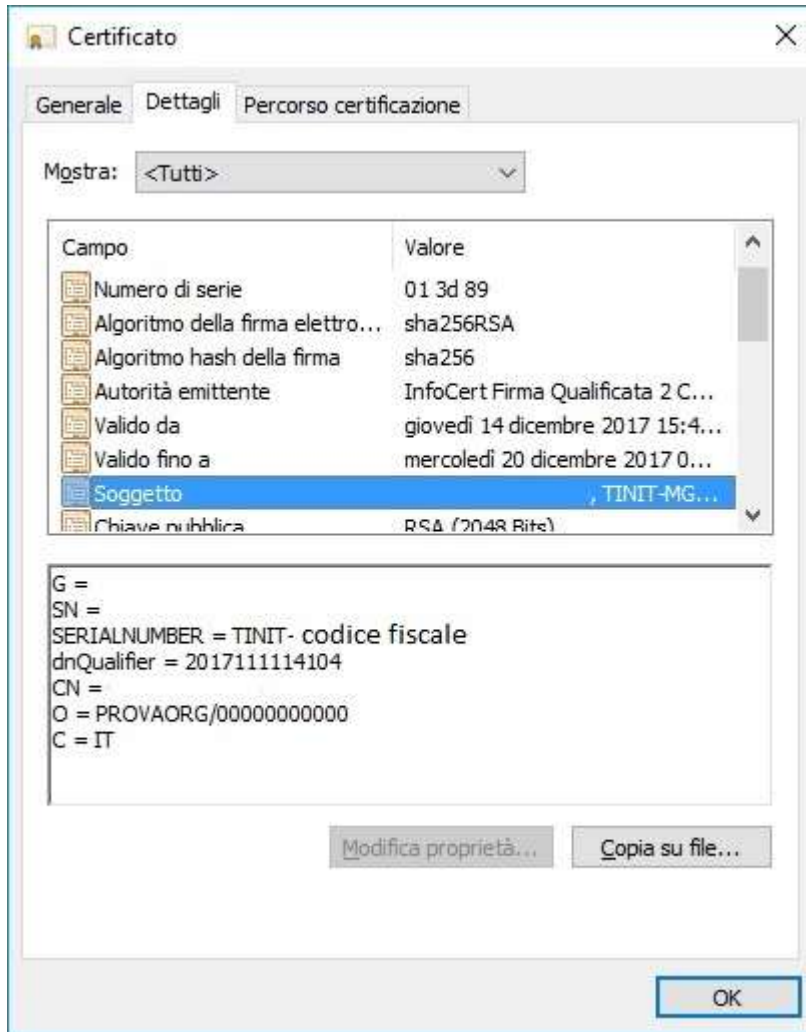 Certificato
Generale Dettagli Percorso certificazione
Mostra: <Tutti>
Campo Valore
Numero di serie 01 3d 89
Algoritmo della firma elettro... sha256RSA
Algoritmo hash della firma sha256
Autorità emittente InfoCert Firma Qualificata 2 C...
Valido da giovedì 14 dicembre 2017 15:4...
Valido fino a mercoledì 20 dicembre 2017 0...
Soggetto , TINIT-MG...
Chiave pubblica RSA (2048 Bits)
G =
SN =
SERIALNUMBER = TINIT- codice fiscale
dnQualifier = 2017111114104
CN =
O = PROVAORG/00000000000
C = IT
Modifica proprietà... Copia su file...
OK